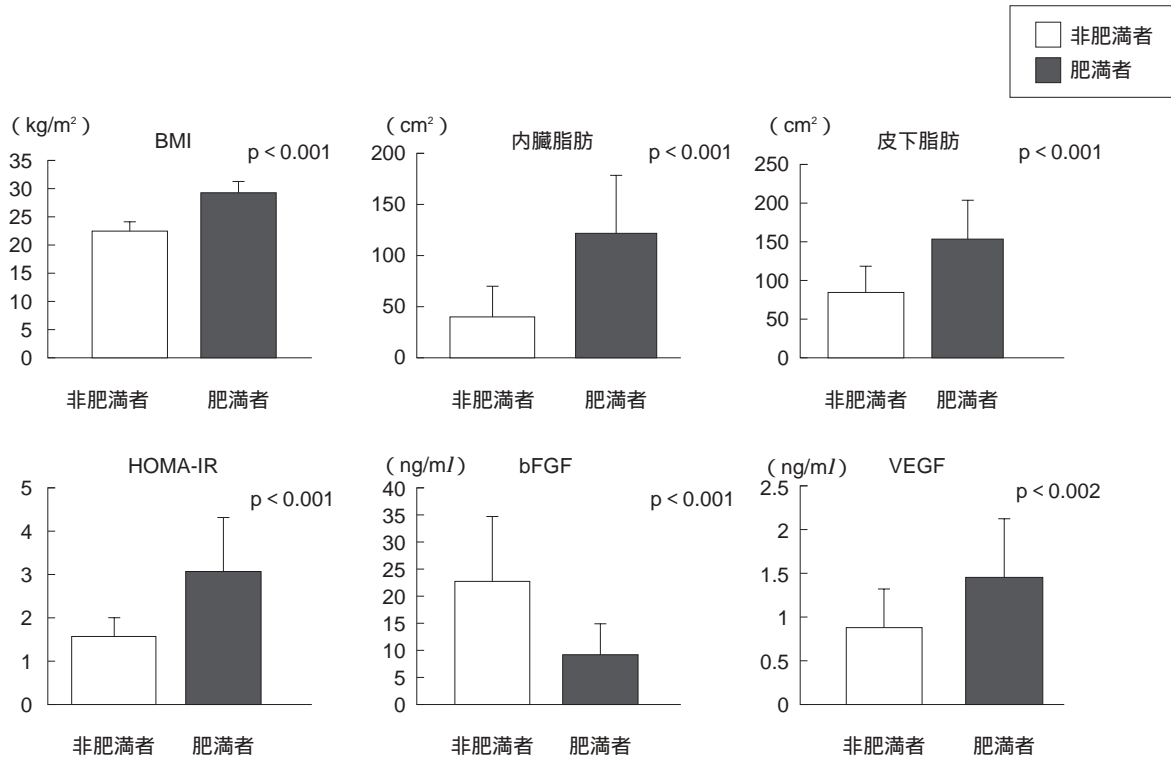 非肥満者
肥満者
（kg/m²）
BMI
p＜0.001
35
30
25
20
15
10
5
0
非肥満者 肥満者
（cm²）
内臓脂肪
p＜0.001
200
150
100
50
0
非肥満者 肥満者
（cm²）
皮下脂肪
p＜0.001
250
200
150
100
50
0
非肥満者 肥満者
HOMA-IR
p＜0.001
5
4
3
2
1
0
非肥満者 肥満者
（ng/ml）
bFGF
p＜0.001
40
35
30
25
20
15
10
5
0
非肥満者 肥満者
（ng/ml）
VEGF
p＜0.002
2.5
2
1.5
1
0.5
0
非肥満者 肥満者